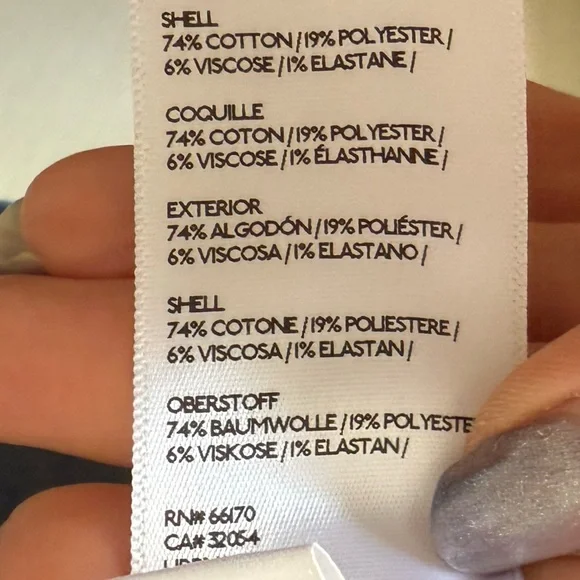 SHELL
74% COTTON / 19% POLYESTER /
6% VISCOSE / 1% ELASTANE /
COQUILLE
74% COTON / 19% POLYESTER /
6% VISCOSE / 1% ÉLASTHANNE /
EXTERIOR
74% ALGODÓN / 19% POLIÉSTER /
6% VISCOSA / 1% ELASTANO /
SHELL
74% COTONE / 19% POLIESTERE /
6% VISCOSA / 1% ELASTAN /
OBERSTOFF
74% BAUMWOLLE / 19% POLYESTE
6% VISKOSE / 1% ELASTAN /
RN# 66170
CA# 32054